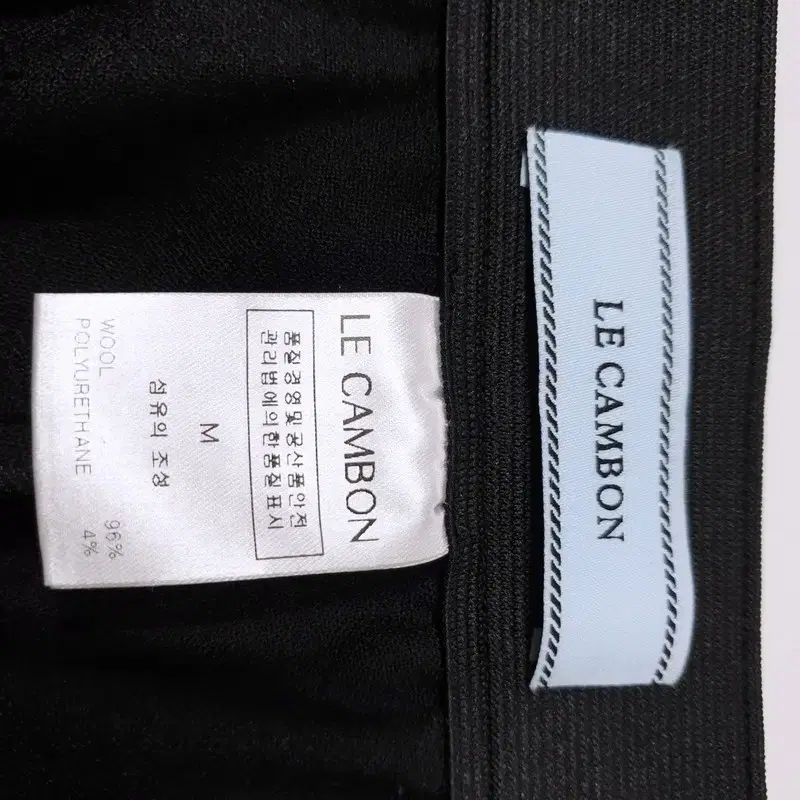 LE CAMBON
품질경영및공산품안전
관리법에의한품질표시
M
섬유의 조성
WOOL 96%
POLYURETHANE 4%
LE CAMBON